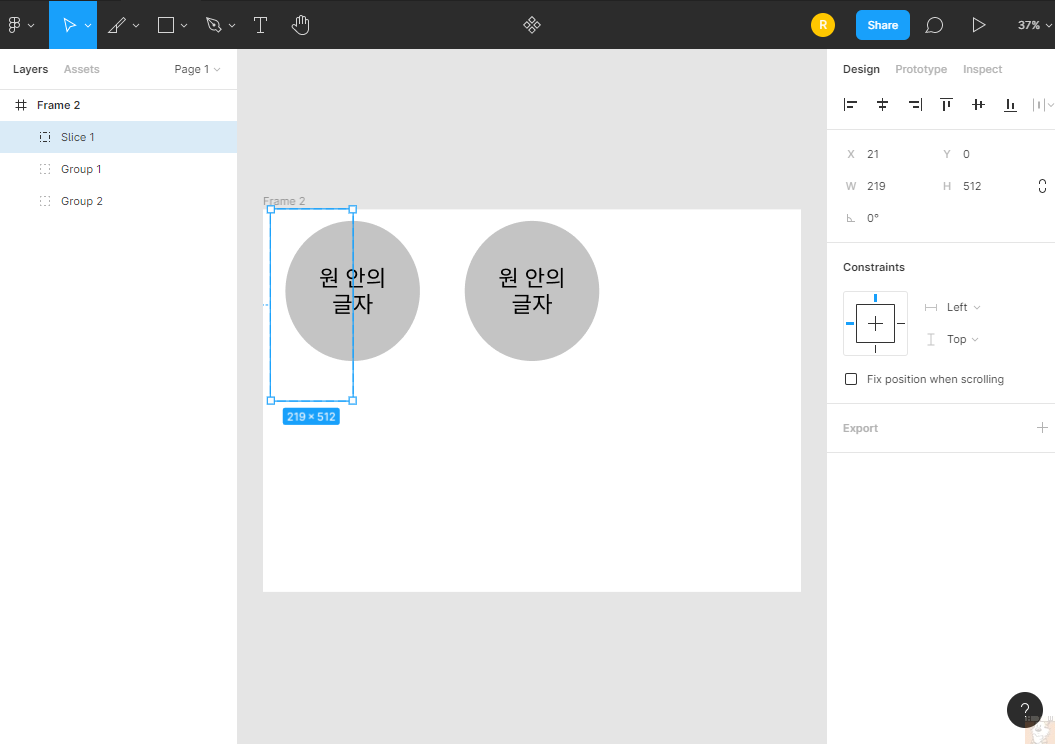 R
Share
37%
Layers
Assets
Page 1
Frame 2
Slice 1
Group 1
Group 2
Frame 2
원 안의
글자
원 안의
글자
219 × 512
Design
Prototype
Inspect
X 21
Y 0
W 219
H 512
0°
Constraints
Left
Top
Fix position when scrolling
Export
?